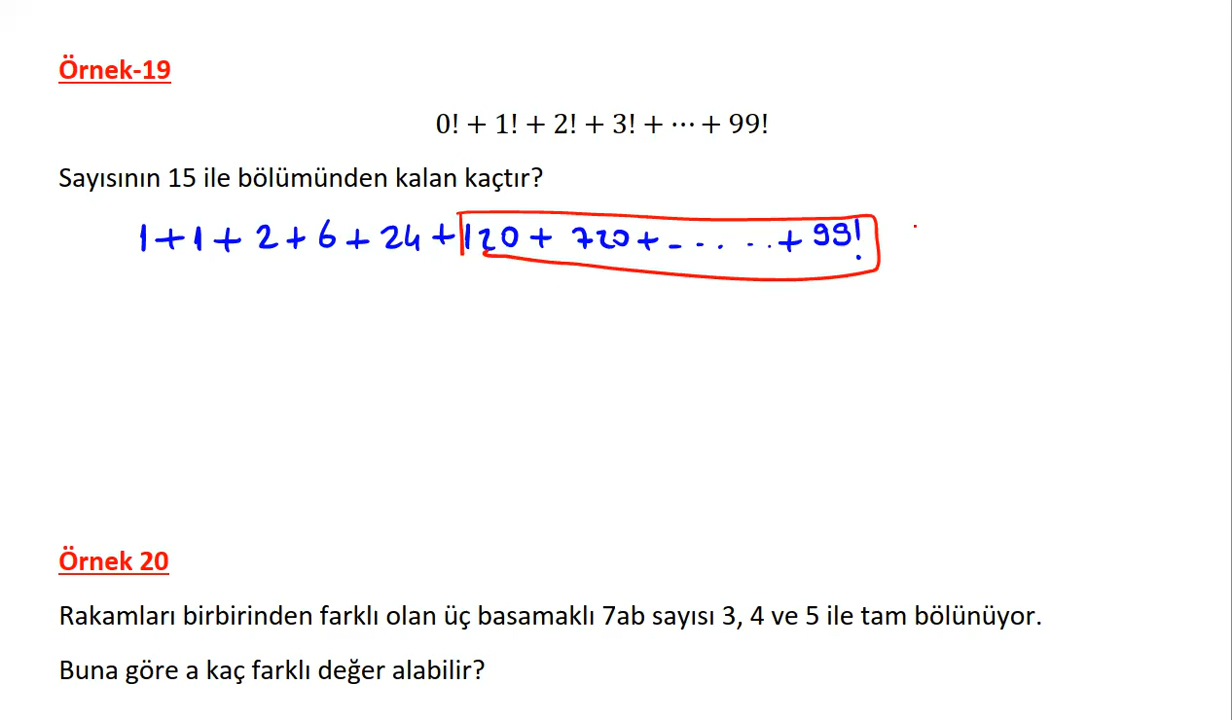 Örnek-19
0! + 1! + 2! + 3! + ⋯ + 99!
Sayısının 15 ile bölümünden kalan kaçtır?
1 + 1 + 2 + 6 + 24 + 120 + 720 + - . . . . . + 99!
Örnek 20
Rakamları birbirinden farklı olan üç basamaklı 7ab sayısı 3, 4 ve 5 ile tam bölünüyor.
Buna göre a kaç farklı değer alabilir?